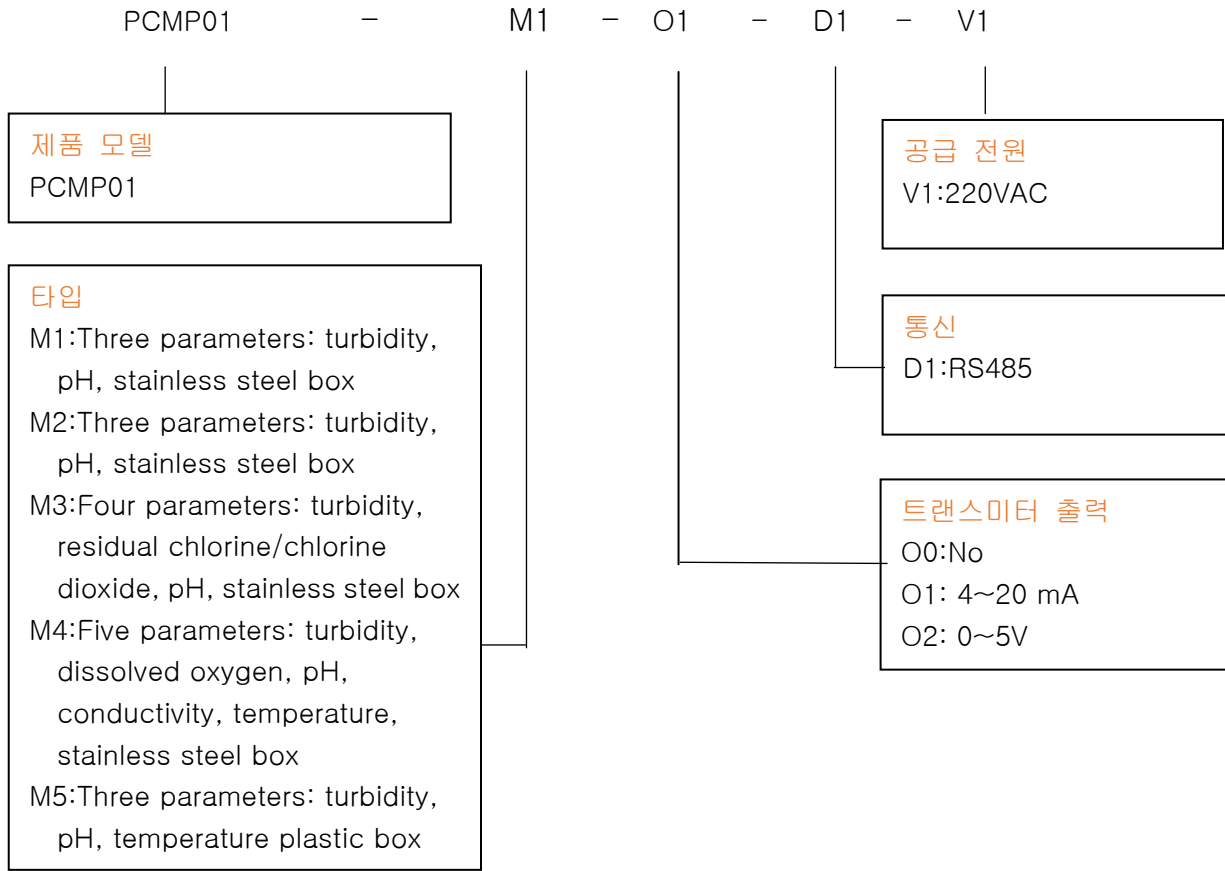 PCMP01 - M1 - O1 - D1 - V1
제품 모델
PCMP01
타입
M1:Three parameters: turbidity,
pH, stainless steel box
M2:Three parameters: turbidity,
pH, stainless steel box
M3:Four parameters: turbidity,
residual chlorine/chlorine
dioxide, pH, stainless steel box
M4:Five parameters: turbidity,
dissolved oxygen, pH,
conductivity, temperature,
stainless steel box
M5:Three parameters: turbidity,
pH, temperature plastic box
공급 전원
V1:220VAC
통신
D1:RS485
트랜스미터 출력
O0:No
O1: 4~20 mA
O2: 0~5V